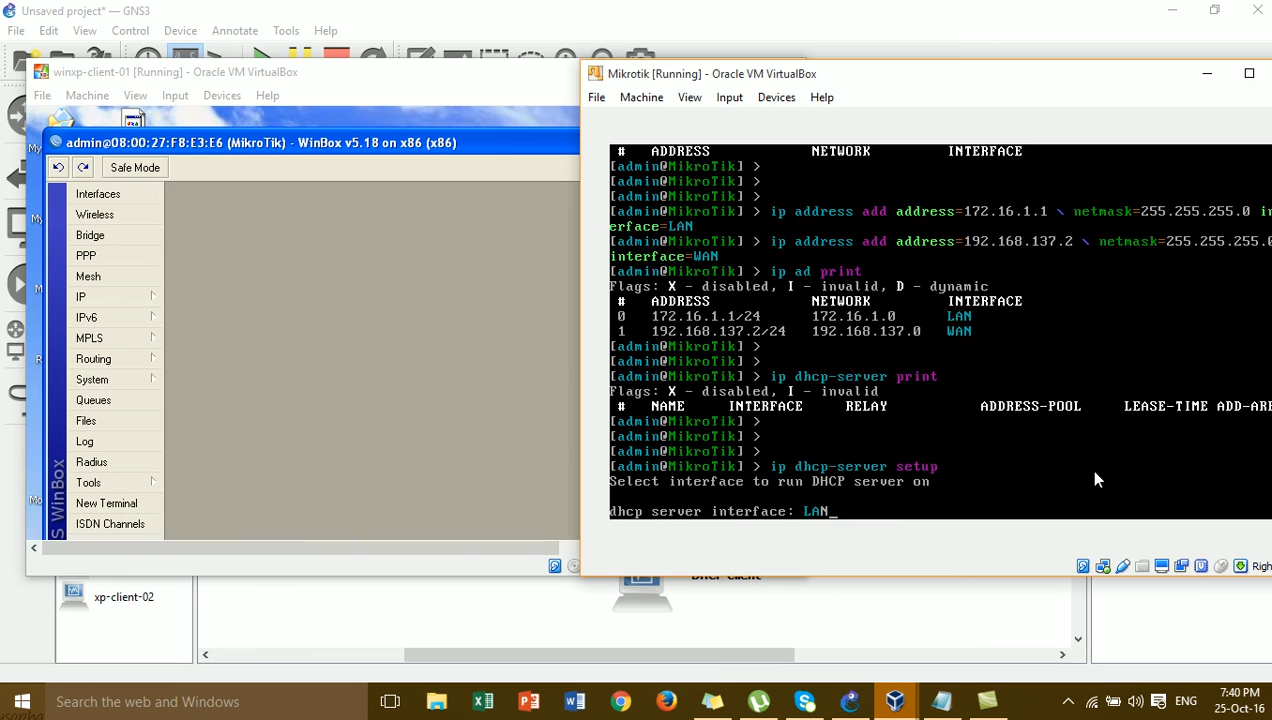 Unsaved project* — GNS3
File Edit View Control Device Annotate Tools Help
winxp-client-01 [Running] - Oracle VM VirtualBox
File Machine View Input Devices Help
admin@08:00:27:F8:E3:E6 (MikroTik) - WinBox v5.18 on x86 (x86)
Safe Mode
Interfaces
Wireless
Bridge
PPP
Mesh
IP
IPv6
MPLS
Routing
System
Queues
Files
Log
Radius
Tools
New Terminal
ISDN Channels
S WinBox
My
My
M
R
Mo
Mikrotik [Running] - Oracle VM VirtualBox
File Machine View Input Devices Help
# ADDRESS NETWORK INTERFACE
[admin@MikroTik] >
[admin@MikroTik] >
[admin@MikroTik] >
[admin@MikroTik] > ip address add address=172.16.1.1 \ netmask=255.255.255.0 in
erface=LAN
[admin@MikroTik] > ip address add address=192.168.137.2 \ netmask=255.255.255.0
interface=WAN
[admin@MikroTik] > ip ad print
Flags: X - disabled, I - invalid, D - dynamic
# ADDRESS NETWORK INTERFACE
0 172.16.1.1/24 172.16.1.0 LAN
1 192.168.137.2/24 192.168.137.0 WAN
[admin@MikroTik] >
[admin@MikroTik] >
[admin@MikroTik] > ip dhcp-server print
Flags: X - disabled, I - invalid
# NAME INTERFACE RELAY ADDRESS-POOL LEASE-TIME ADD-AR
[admin@MikroTik] >
[admin@MikroTik] >
[admin@MikroTik] >
[admin@MikroTik] > ip dhcp-server setup
Select interface to run DHCP server on
dhcp server interface: LAN_
Righ
xp-client-02
Search the web and Windows
ENG
7:40 PM
25-Oct-16